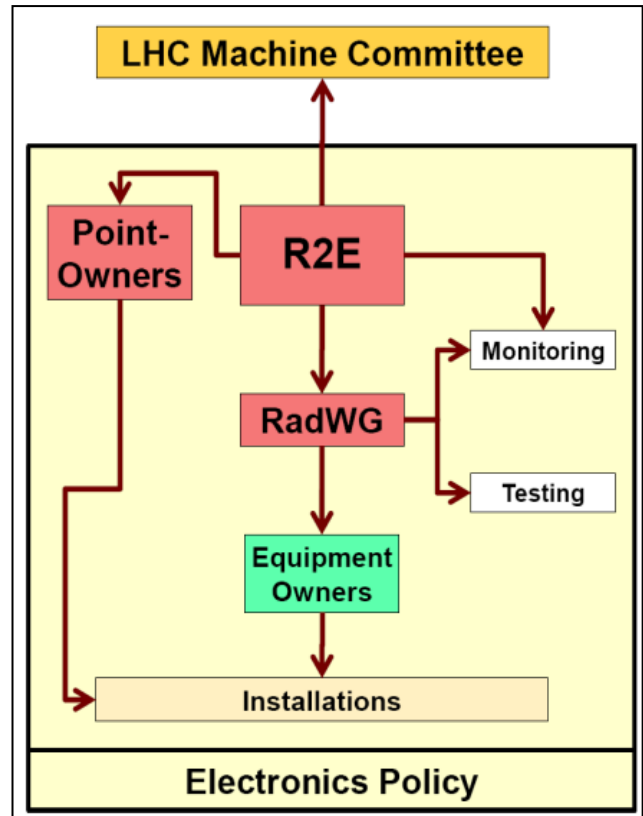 LHC Machine Committee
Point-
Owners
R2E
Monitoring
RadWG
Testing
Equipment
Owners
Installations
Electronics Policy